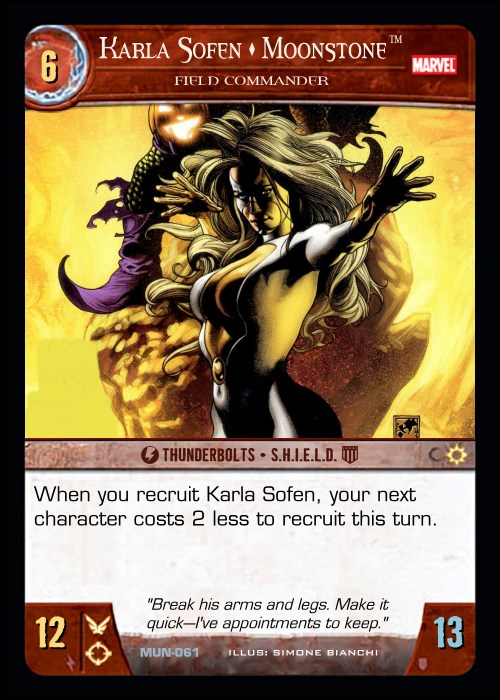 6
KARLA SOFEN • MOONSTONE™
MARVEL
FIELD COMMANDER
THUNDERBOLTS • S.H.I.E.L.D.
C
When you recruit Karla Sofen, your next
character costs 2 less to recruit this turn.
"Break his arms and legs. Make it
quick—I've appointments to keep."
12
13
MUN-061 ILLUS: SIMONE BIANCHI